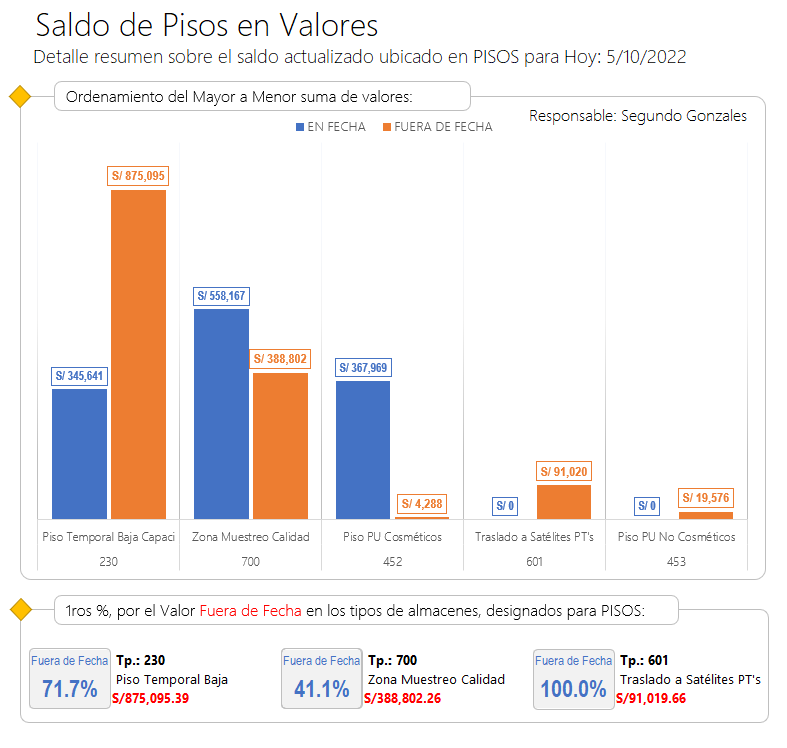 Saldo de Pisos en Valores
Detalle resumen sobre el saldo actualizado ubicado en PISOS para Hoy: 5/10/2022
Ordenamiento del Mayor a Menor suma de valores:
Responsable: Segundo Gonzales
EN FECHA FUERA DE FECHA
S/ 875,095
S/ 558,167
S/ 388,802
S/ 345,641
S/ 367,969
S/ 4,288
S/ 0
S/ 91,020
S/ 0
S/ 19,576
Piso Temporal Baja Capaci Zona Muestreo Calidad Piso PU Cosméticos Traslado a Satélites PT's Piso PU No Cosméticos
230 700 452 601 453
1ros %, por el Valor Fuera de Fecha en los tipos de almacenes, designados para PISOS:
Fuera de Fecha
71.7%
Tp.: 230
Piso Temporal Baja
S/875,095.39
Fuera de Fecha
41.1%
Tp.: 700
Zona Muestreo Calidad
S/388,802.26
Fuera de Fecha
100.0%
Tp.: 601
Traslado a Satélites PT's
S/91,019.66